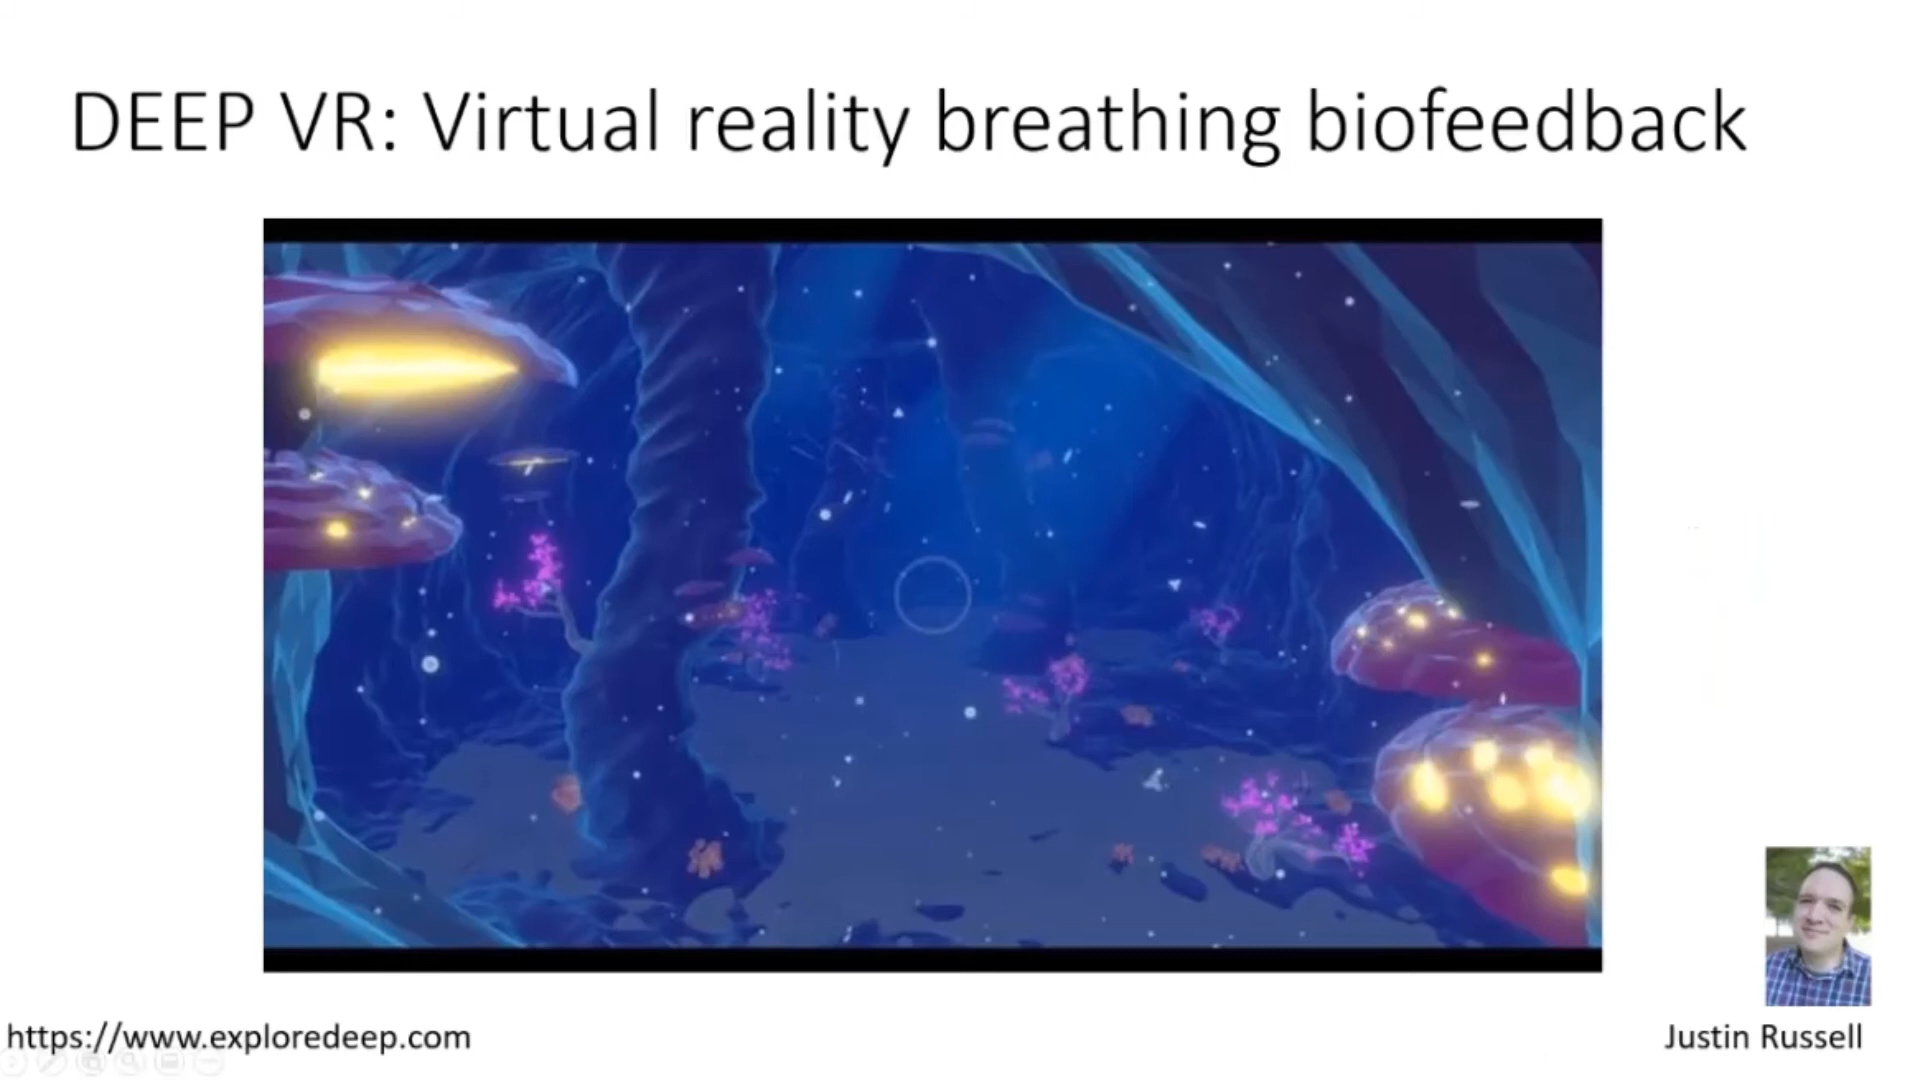 DEEP VR: Virtual reality breathing biofeedback
https://www.exploredeep.com
Justin Russell